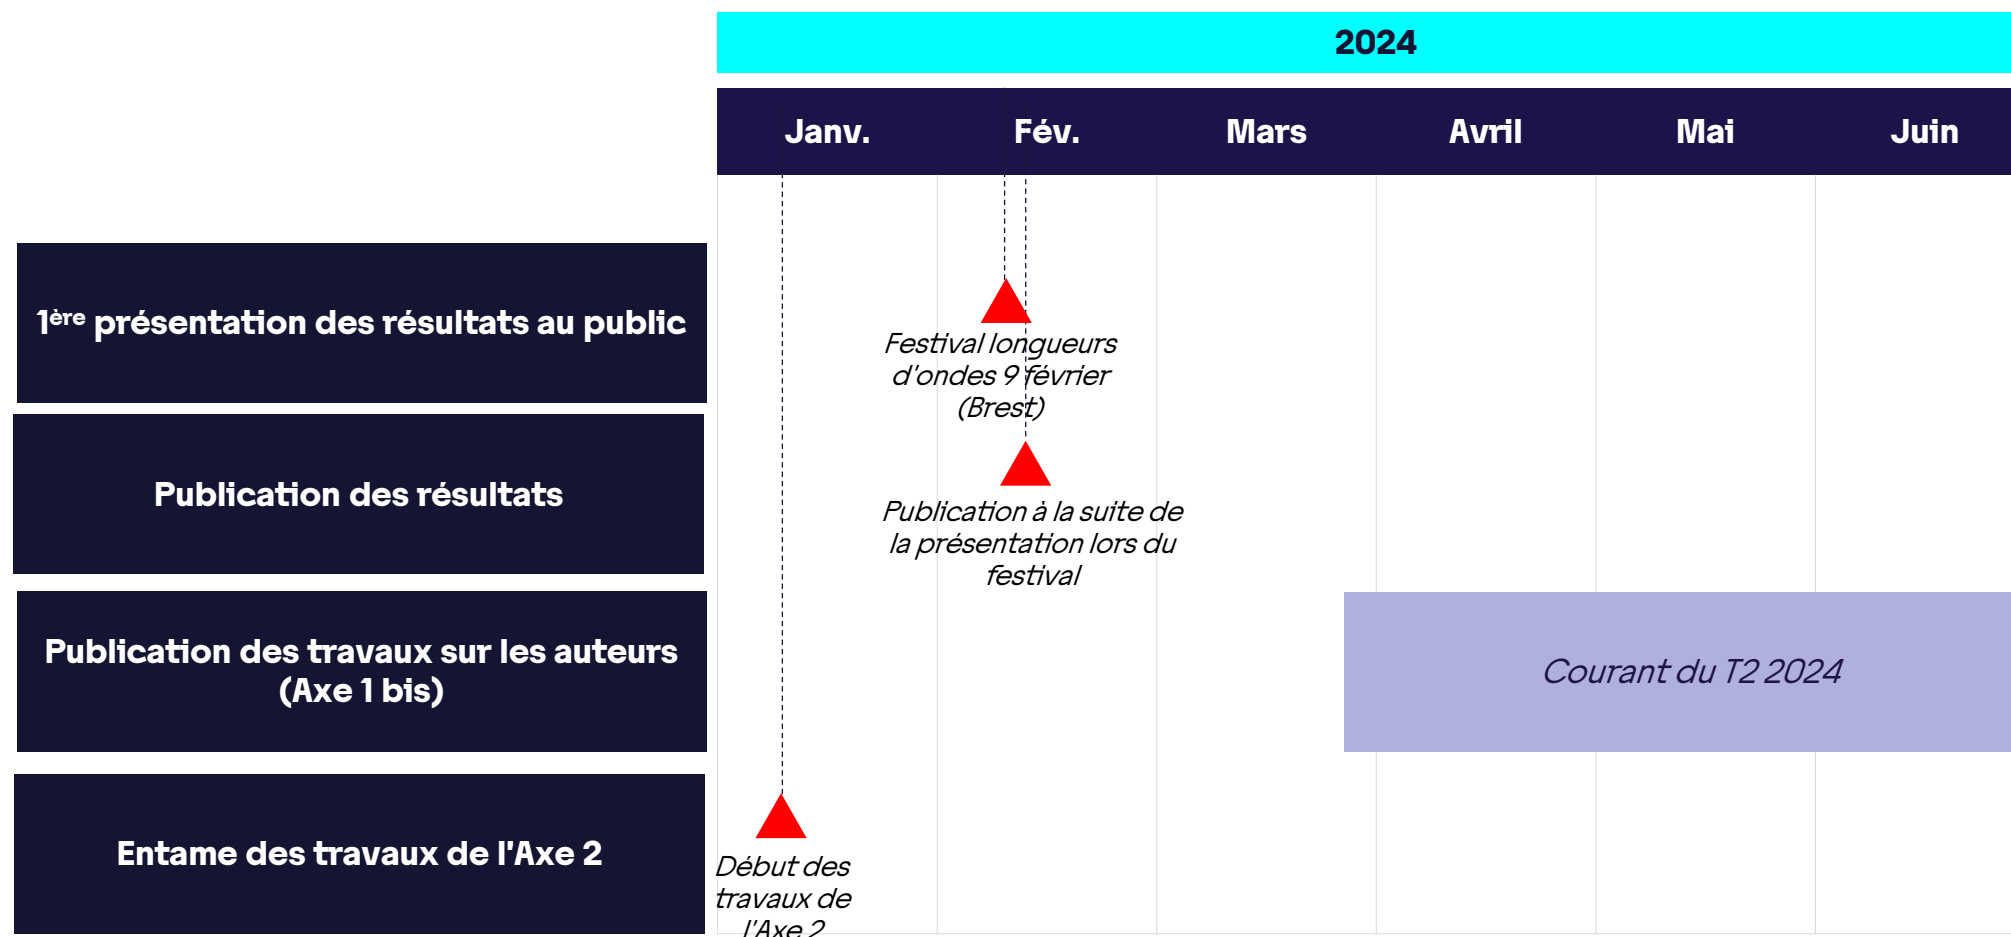 2024
Janv. Fév. Mars Avril Mai Juin
1ère présentation des résultats au public
Festival longueurs
d'ondes 9 février
(Brest)
Publication des résultats
Publication à la suite de
la présentation lors du
festival
Publication des travaux sur les auteurs
(Axe 1 bis)
Courant du T2 2024
Entame des travaux de l'Axe 2
Début des
travaux de
l'Axe 2